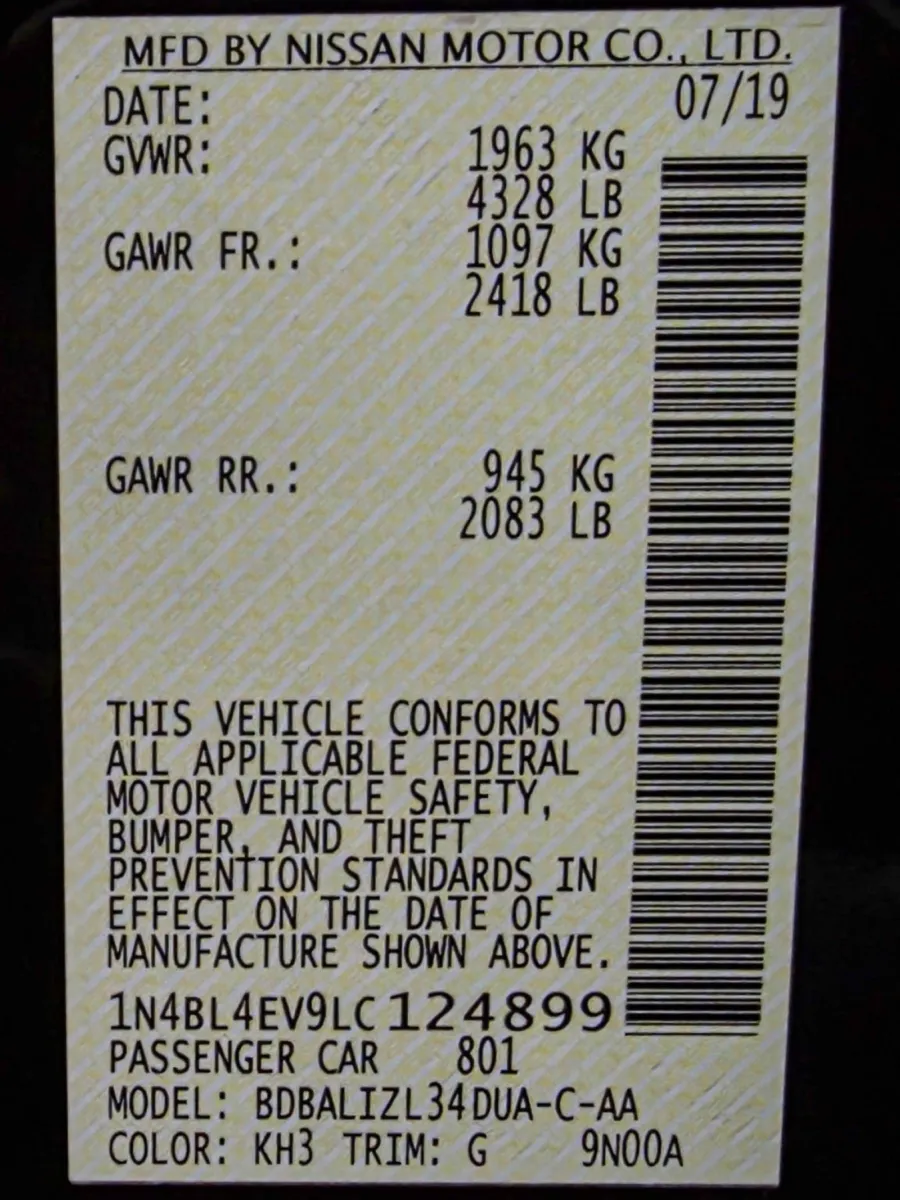 MFD BY NISSAN MOTOR CO., LTD.
DATE: 07/19
GVWR: 1963 KG
4328 LB
GAWR FR.: 1097 KG
2418 LB
GAWR RR.: 945 KG
2083 LB
THIS VEHICLE CONFORMS TO
ALL APPLICABLE FEDERAL
MOTOR VEHICLE SAFETY,
BUMPER, AND THEFT
PREVENTION STANDARDS IN
EFFECT ON THE DATE OF
MANUFACTURE SHOWN ABOVE.
1N4BL4EV9LC124899
PASSENGER CAR 801
MODEL: BDBALIZL34DUA-C-AA
COLOR: KH3 TRIM: G 9N00A